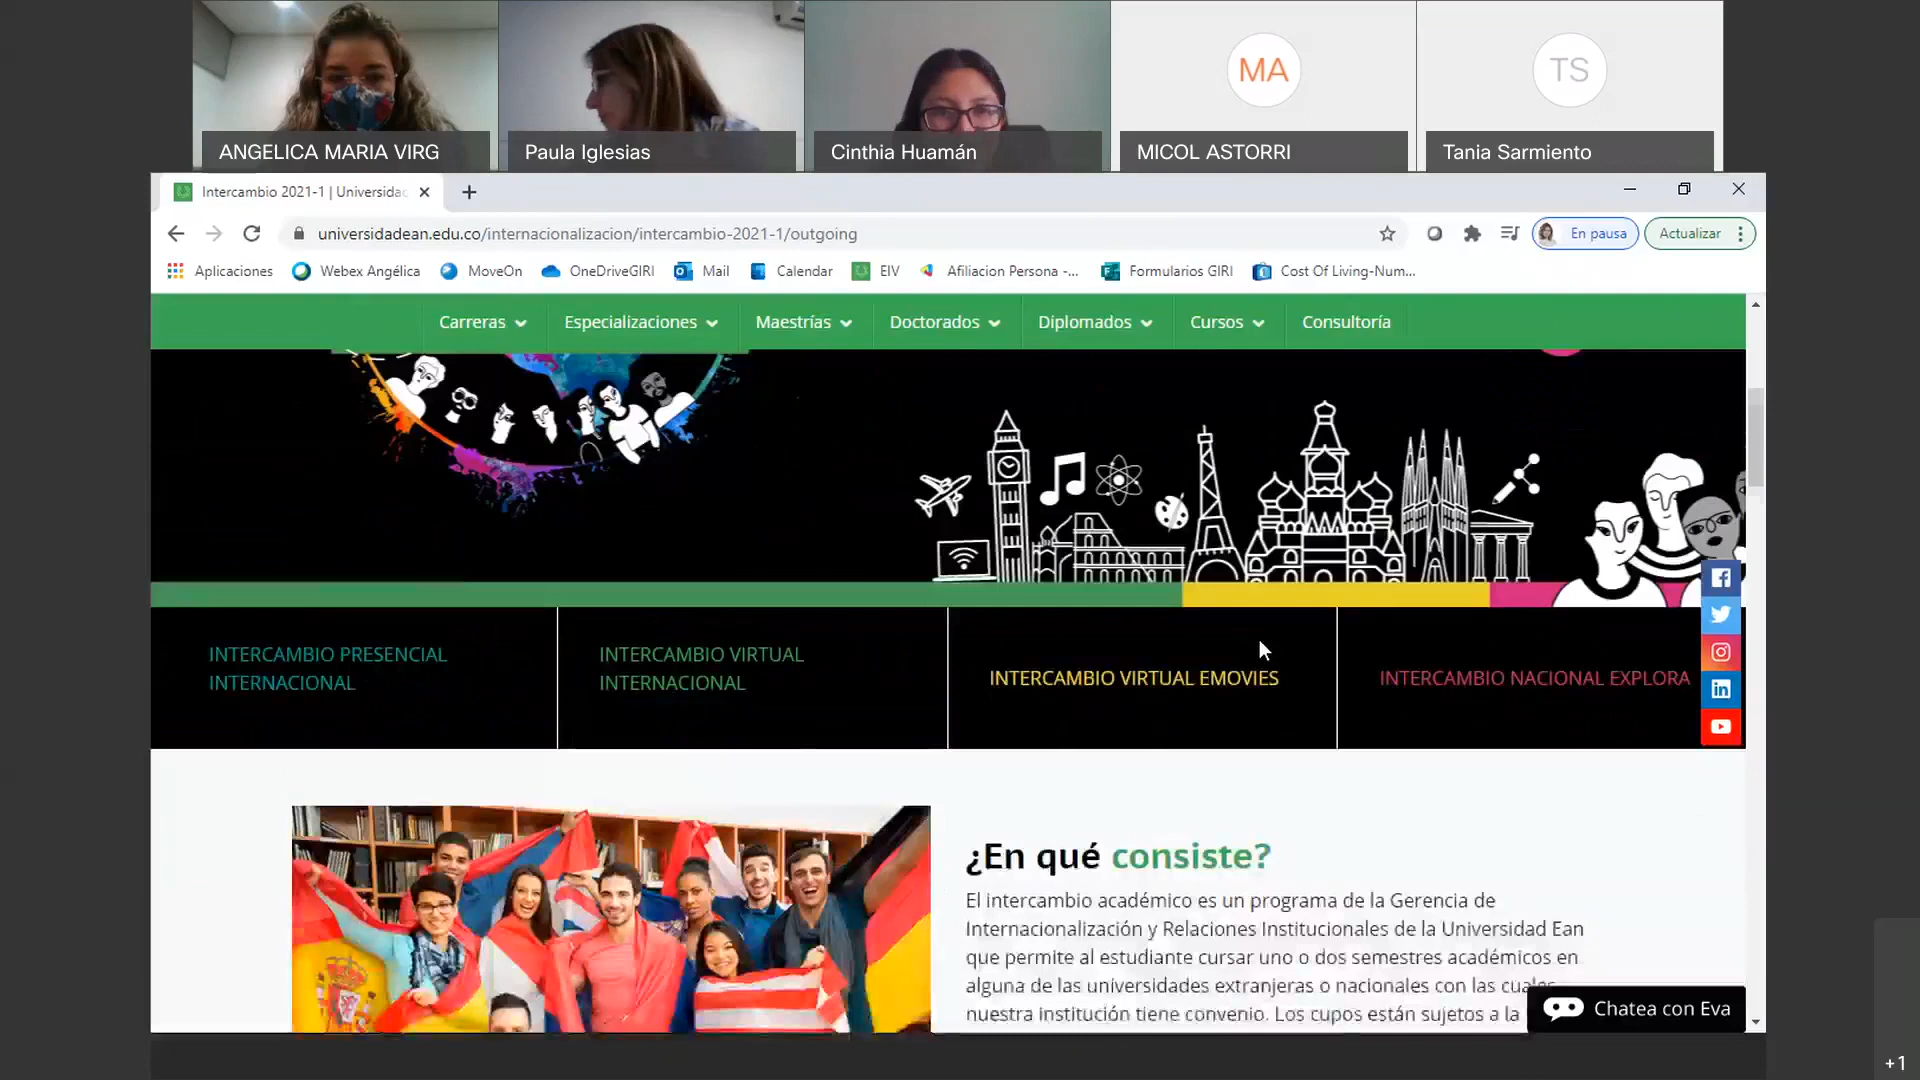 MA
TS
ANGELICA MARIA VIRG
Paula Iglesias
Cinthia Huamán
MICOL ASTORRI
Tania Sarmiento
Intercambio 2021-1 | Universidad
universidadean.edu.co/internacionalizacion/intercambio-2021-1/outgoing
En pausa
Actualizar
Aplicaciones
Webex Angélica
MoveOn
OneDriveGIRI
Mail
Calendar
EIV
Afiliacion Persona -...
Formularios GIRI
Cost Of Living-Num...
Carreras
Especializaciones
Maestrías
Doctorados
Diplomados
Cursos
Consultoría
INTERCAMBIO PRESENCIAL
INTERNACIONAL
INTERCAMBIO VIRTUAL
INTERNACIONAL
INTERCAMBIO VIRTUAL EMOVIES
INTERCAMBIO NACIONAL EXPLORA
¿En qué consiste?
El intercambio académico es un programa de la Gerencia de
Internacionalización y Relaciones Institucionales de la Universidad Ean
que permite al estudiante cursar uno o dos semestres académicos en
alguna de las universidades extranjeras o nacionales con las cuales
nuestra institución tiene convenio. Los cupos están sujetos a la
Chatea con Eva
+1